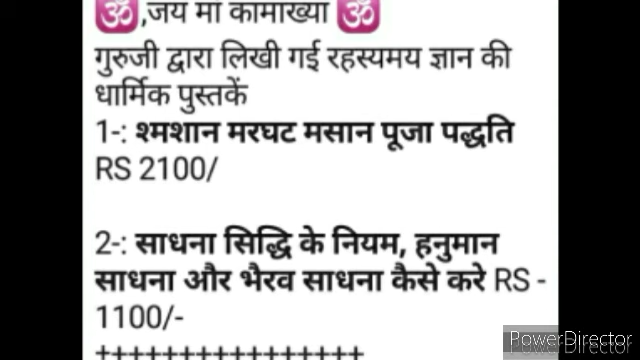 🕉,जय मा कामाख्या 🕉
गुरुजी द्वारा लिखी गई रहस्यमय ज्ञान की
धार्मिक पुस्तकें
1-: श्मशान मरघट मसान पूजा पद्धति
RS 2100/
2-: साधना सिद्धि के नियम, हनुमान
साधना और भैरव साधना कैसे करे RS -
1100/-
++++++++++++++++
PowerDirector